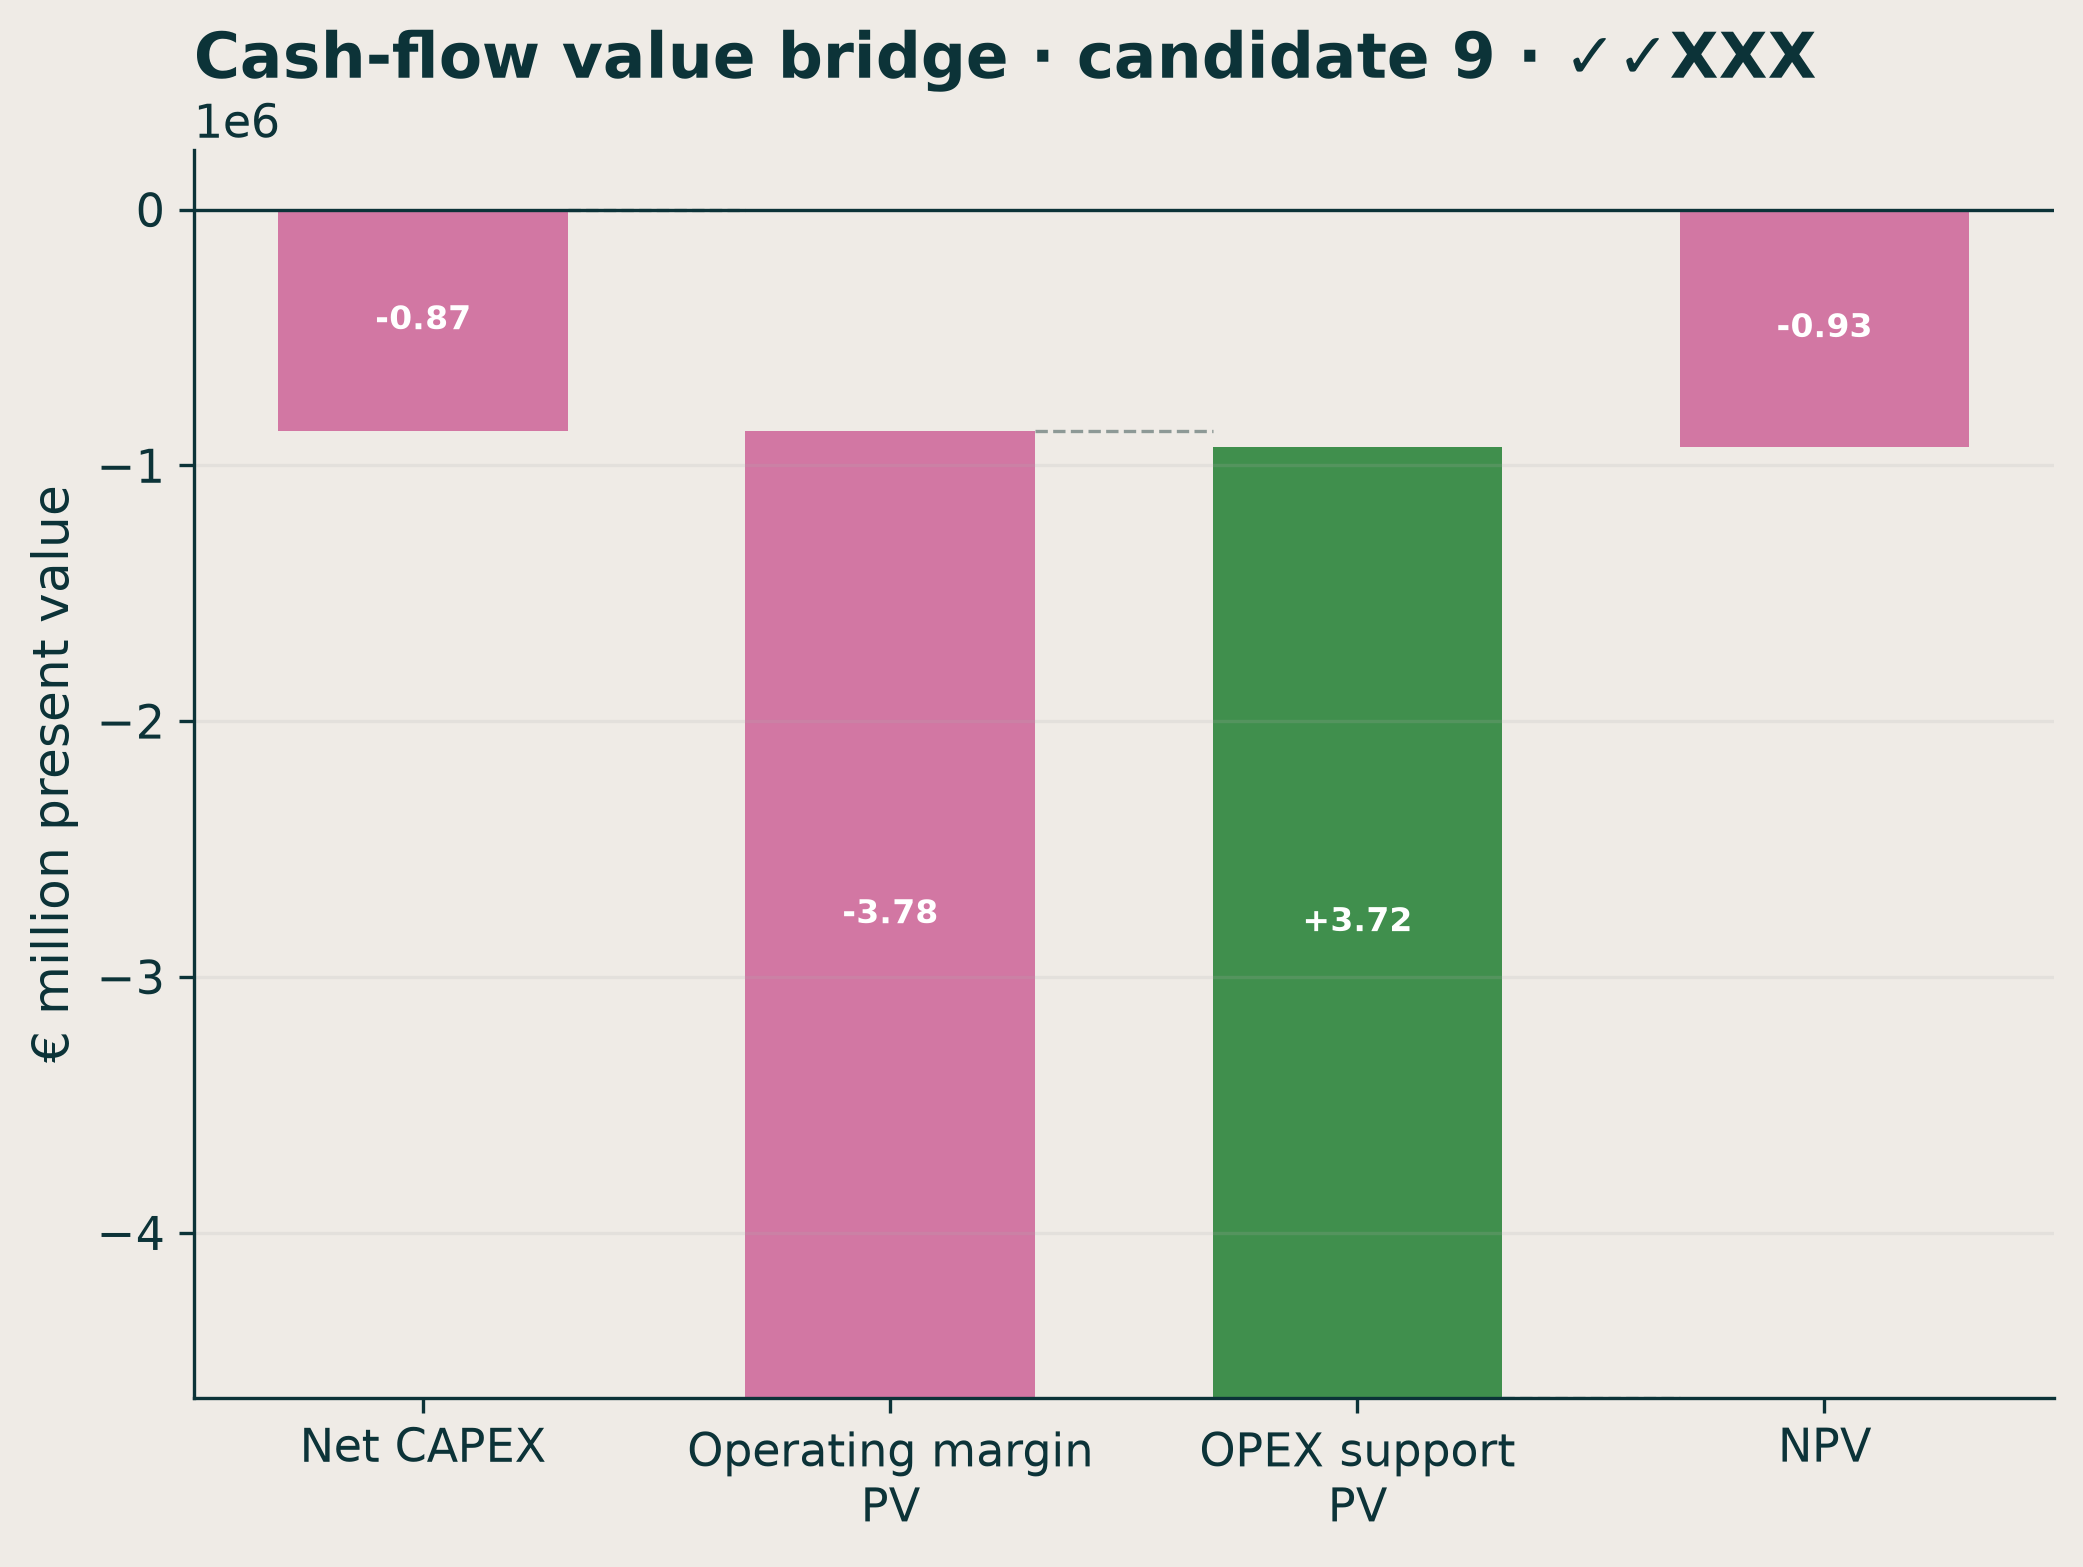 Cash-flow value bridge · candidate 9 · ✓✓XXX
1e6
0
−1
−2
−3
−4
€ million present value
-0.87
-3.78
+3.72
-0.93
Net CAPEX
Operating margin
PV
OPEX support
PV
NPV